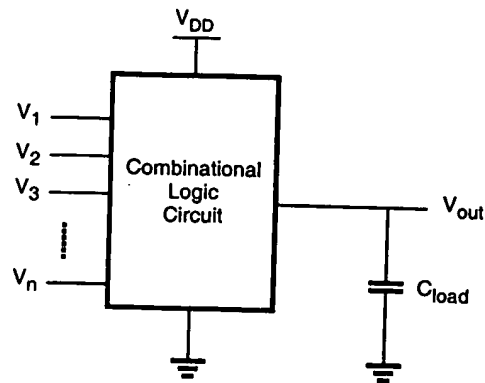 V_DD
V_1
V_2
V_3
V_n
Combinational
Logic
Circuit
V_out
C_load